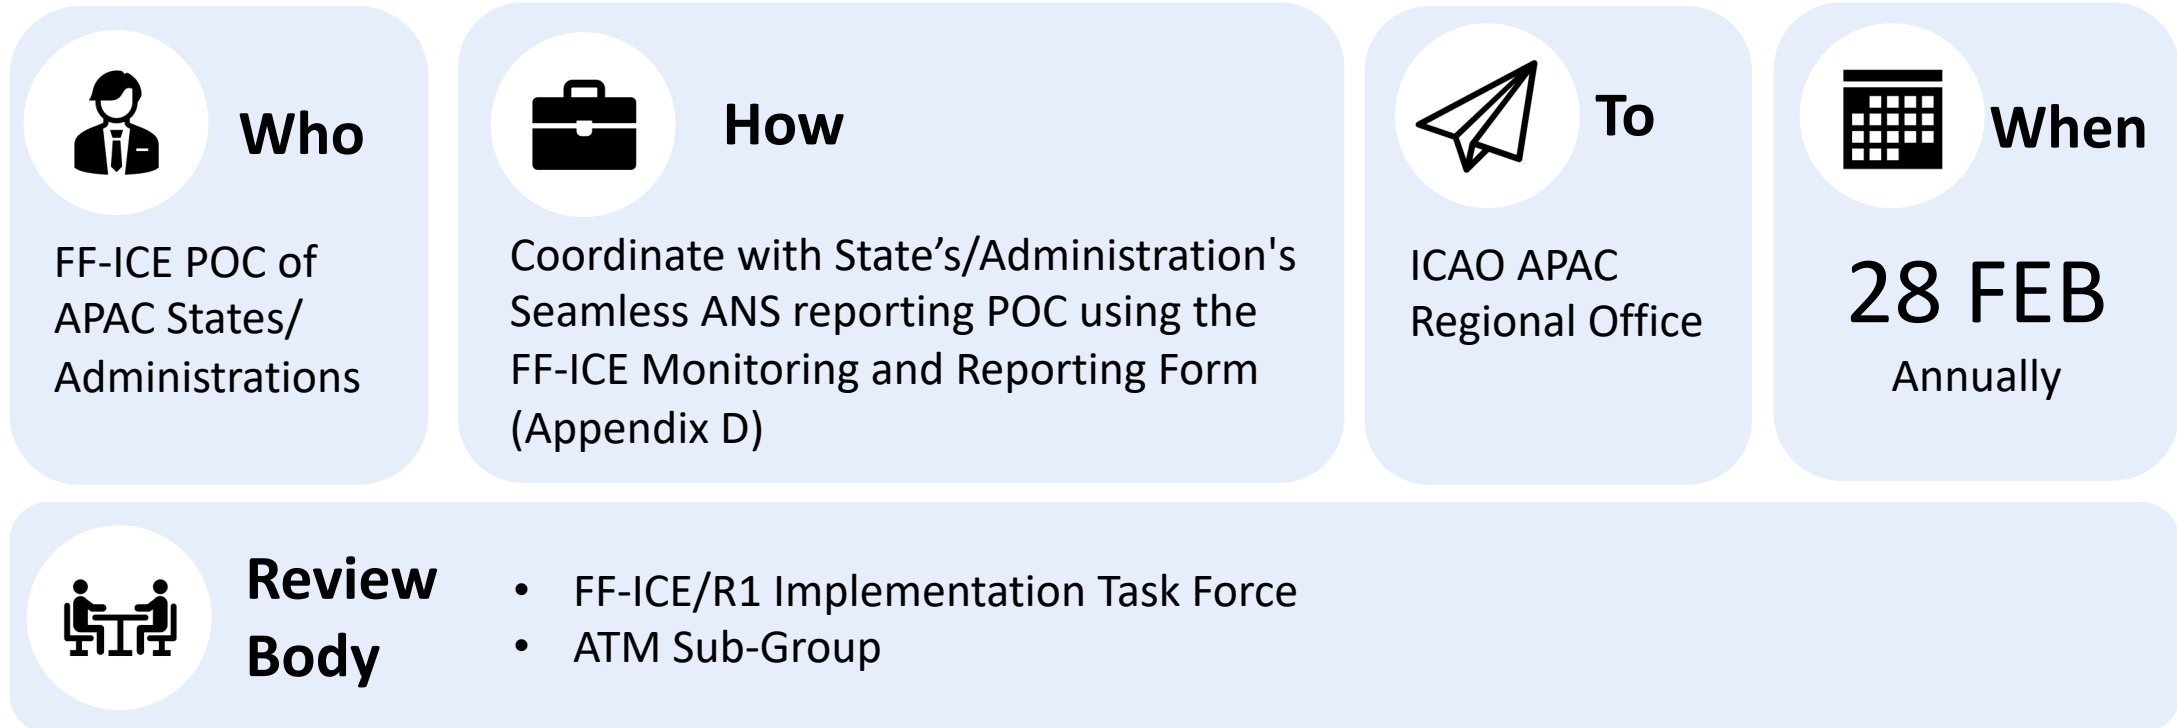 Who
FF-ICE POC of
APAC States/
Administrations
How
Coordinate with State’s/Administration's
Seamless ANS reporting POC using the
FF-ICE Monitoring and Reporting Form
(Appendix D)
To
ICAO APAC
Regional Office
When
28 FEB
Annually
Review
Body
• FF-ICE/R1 Implementation Task Force
• ATM Sub-Group